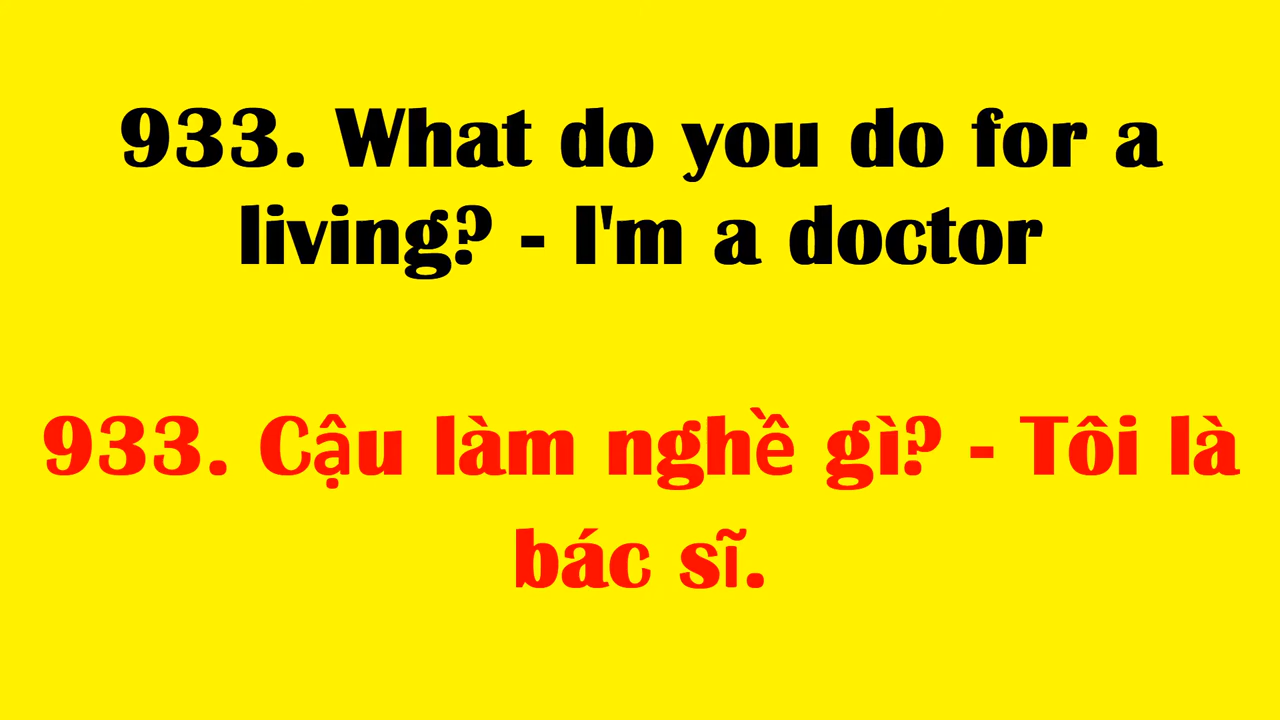 933. What do you do for a
living? - I'm a doctor
933. Cậu làm nghề gì? - Tôi là
bác sĩ.